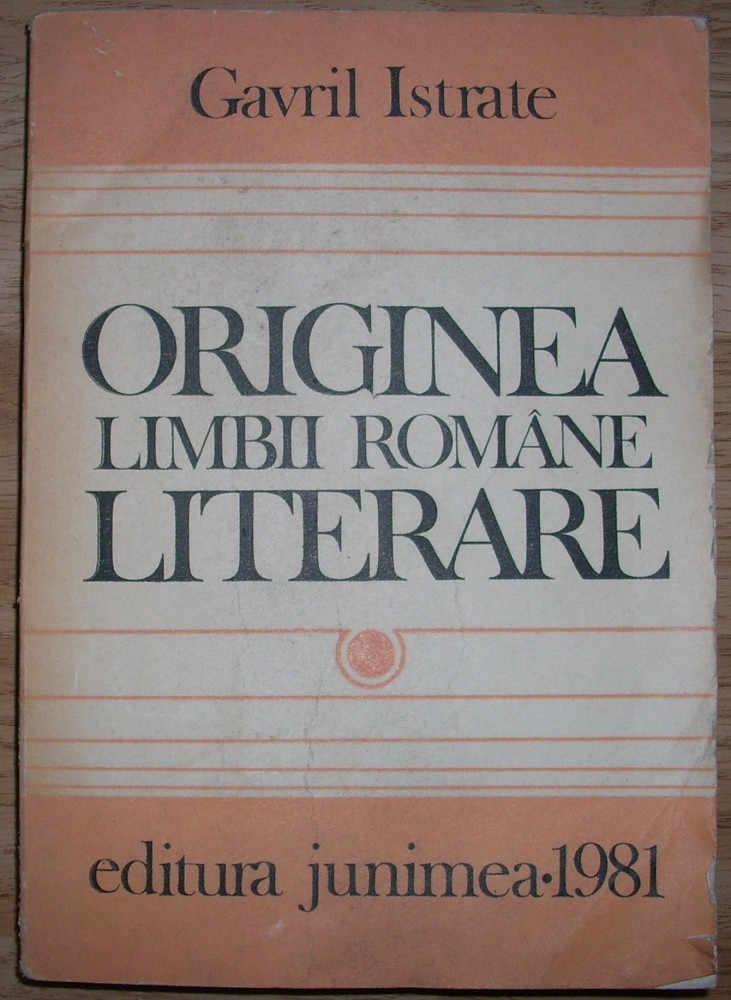 Gavril Istrate
ORIGINEA
LIMBII ROMÂNE
LITERARE
editura junimea·1981